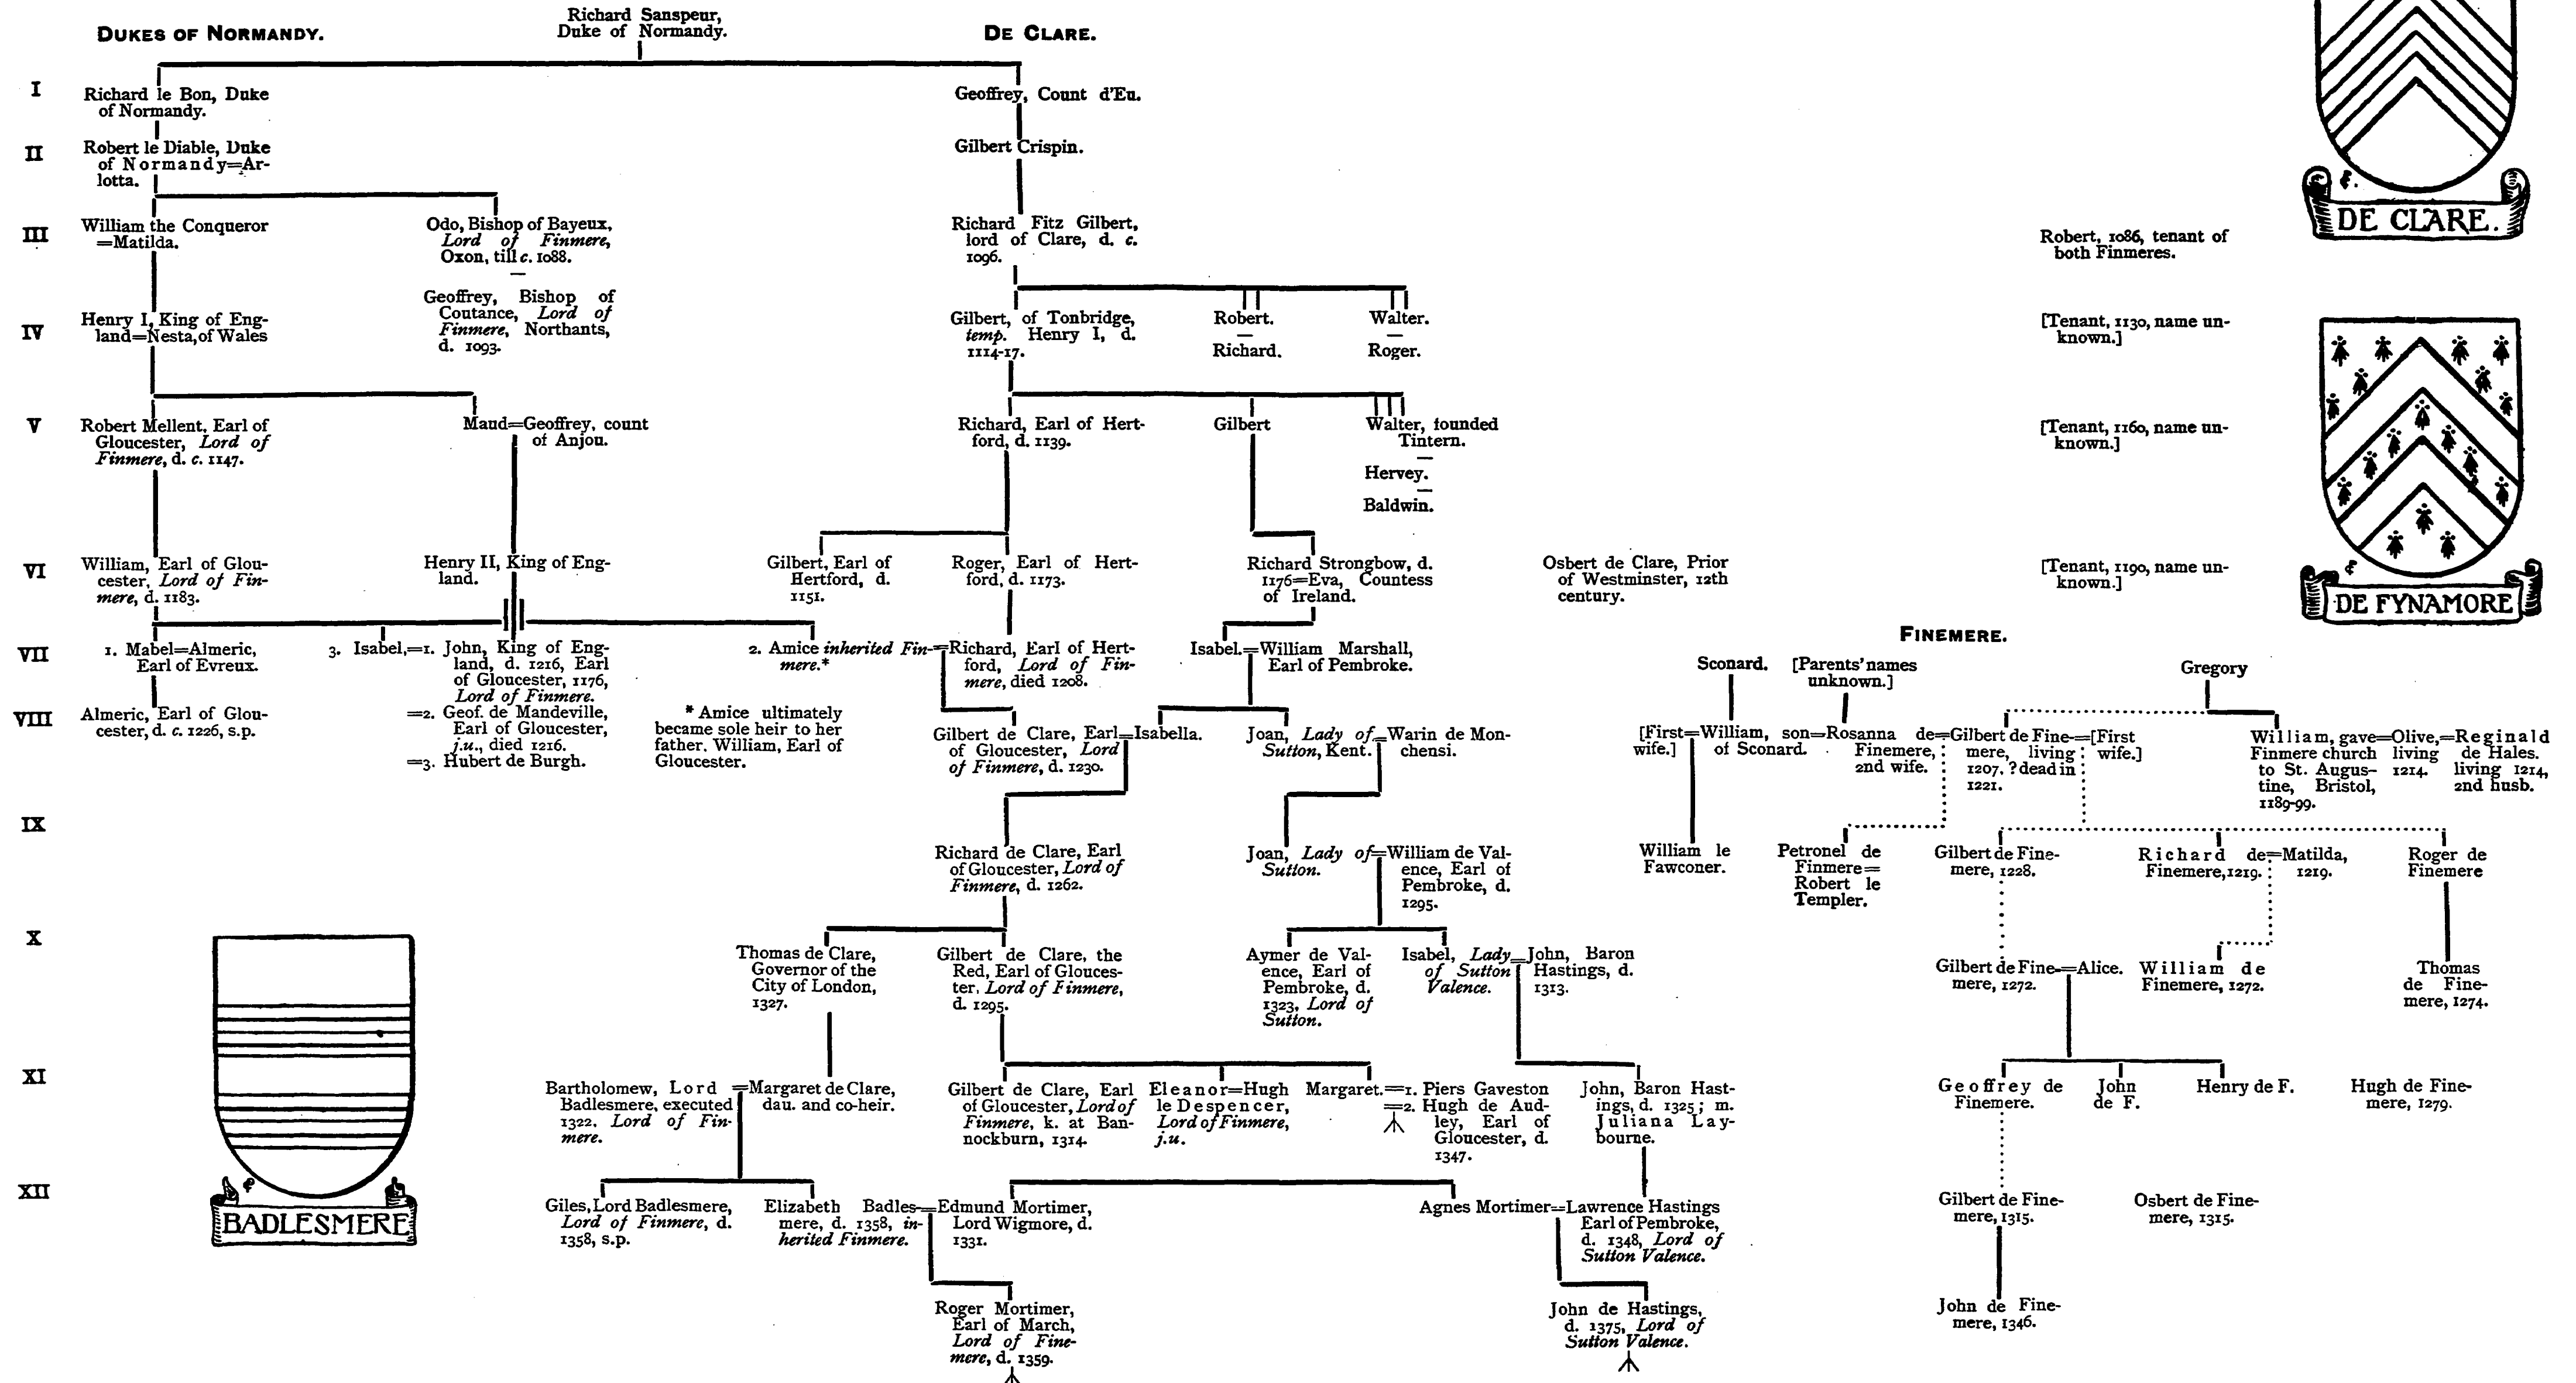 Richard Sanspeur,
Duke of Normandy.
DUKES OF NORMANDY.
DE CLARE.
I
Richard le Bon, Duke
of Normandy.
Geoffrey, Count d'Eu.
II
Robert le Diable, Duke
of Normandy=Ar-
lotta.
Gilbert Crispin.
III
William the Conqueror
=Matilda.
Odo, Bishop of Bayeux,
Lord of Finmere,
Oxon, till c. 1088.
—
Geoffrey, Bishop of
Coutance, Lord of
Finmere, Northants,
d. 1093.
Richard Fitz Gilbert,
lord of Clare, d. c.
1096.
Robert, 1086, tenant of
both Finmeres.
DE CLARE.
IV
Henry I, King of Eng-
land=Nesta, of Wales
Gilbert, of Tonbridge,
temp. Henry I, d.
1114-17.
Robert.
—
Richard.
Walter.
—
Roger.
[Tenant, 1130, name un-
known.]
V
Robert Mellent, Earl of
Gloucester, Lord of
Finmere, d. c. 1147.
Maud=Geoffrey, count
of Anjou.
Richard, Earl of Hert-
ford, d. 1139.
Gilbert
Walter, founded
Tintern.
—
Hervey.
—
Baldwin.
[Tenant, 1160, name un-
known.]
VI
William, Earl of Glou-
cester, Lord of Fin-
mere, d. 1183.
Henry II, King of Eng-
land.
Gilbert, Earl of
Hertford, d.
1151.
Roger, Earl of Hert-
ford, d. 1173.
Richard Strongbow, d.
1176=Eva, Countess
of Ireland.
Osbert de Clare, Prior
of Westminster, 12th
century.
[Tenant, 1190, name un-
known.]
DE FYNAMORE
FINEMERE.
VII
1. Mabel=Almeric,
Earl of Evreux.
3. Isabel,=1. John, King of Eng-
land, d. 1216, Earl
of Gloucester, 1176,
Lord of Finmere.
=2. Geof. de Mandeville,
Earl of Gloucester,
j.u., died 1216.
=3. Hubert de Burgh.
2. Amice inherited Fin-=Richard, Earl of Hert-
mere.*
ford, Lord of Fin-
mere, died 1208.
Isabel.=William Marshall,
Earl of Pembroke.
Sconard.
[Parents' names
unknown.]
Gregory
VIII
Almeric, Earl of Glou-
cester, d. c. 1226, s.p.
* Amice ultimately
became sole heir to her
father, William, Earl of
Gloucester.
Gilbert de Clare, Earl=Isabella.
of Gloucester, Lord
of Finmere, d. 1230.
Joan, Lady of=Warin de Mon-
Sutton, Kent. chensi.
[First=William, son=Rosanna de=Gilbert de Fine-=[First
wife.] of Sconard. Finemere, mere, living wife.]
2nd wife. 1207, ? dead in
1221.
William, gave=Olive,=Reginald
Finmere church living de Hales.
to St. Augus- 1214. living 1214,
tine, Bristol, 2nd husb.
1189-99.
IX
Richard de Clare, Earl
of Gloucester, Lord of
Finmere, d. 1262.
Joan, Lady of=William de Val-
Sutton. ence, Earl of
Pembroke, d.
1295.
William le
Fawconer.
Petronel de
Finmere=
Robert le
Templer.
Gilbert de Fine-
mere, 1228.
Richard de=Matilda,
Finemere, 1219. 1219.
Roger de
Finemere
X
Thomas de Clare,
Governor of the
City of London,
1327.
Gilbert de Clare, the
Red, Earl of Glouces-
ter, Lord of Finmere,
d. 1295.
Aymer de Val-
ence, Earl of
Pembroke, d.
1323, Lord of
Sutton.
Isabel, Lady=John, Baron
of Sutton Hastings, d.
Valence. 1313.
Gilbert de Fine-=Alice.
mere, 1272.
William de
Finemere, 1272.
Thomas
de Fine-
mere, 1274.
XI
Bartholomew, Lord =Margaret de Clare,
Badlesmere, executed dau. and co-heir.
1322, Lord of Fin-
mere.
Gilbert de Clare, Earl
of Gloucester, Lord of
Finmere, k. at Ban-
nockburn, 1314.
Eleanor=Hugh
le Despencer,
Lord of Finmere,
j.u.
Margaret.=1. Piers Gaveston
=2. Hugh de Aud-
ley, Earl of
Gloucester, d.
1347.
John, Baron Hast-
ings, d. 1325; m.
Juliana Lay-
bourne.
Geoffrey de
Finemere.
John
de F.
Henry de F.
Hugh de Fine-
mere, 1279.
XII
Giles, Lord Badlesmere,
Lord of Finmere, d.
1358, s.p.
Elizabeth Badles-=Edmund Mortimer,
mere, d. 1358, in- Lord Wigmore, d.
herited Finmere. 1331.
Agnes Mortimer=Lawrence Hastings
Earl of Pembroke,
d. 1348, Lord of
Sutton Valence.
Gilbert de Fine-
mere, 1315.
Osbert de Fine-
mere, 1315.
BADLESMERE
Roger Mortimer,
Earl of March,
Lord of Fine-
mere, d. 1359.
John de Hastings,
d. 1375, Lord of
Sutton Valence.
John de Fine-
mere, 1346.